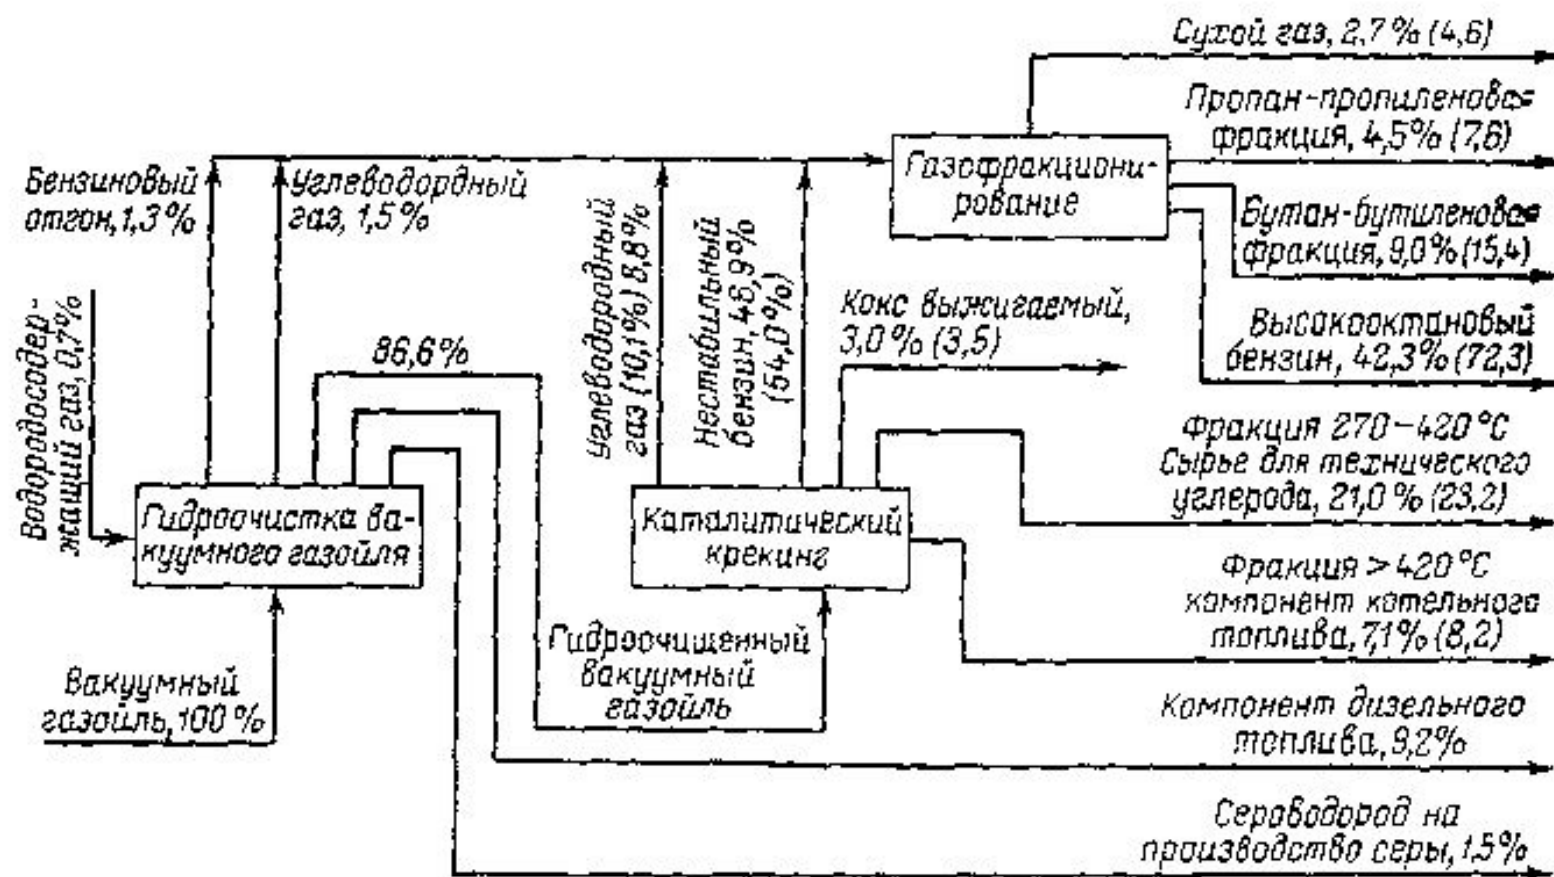 Сухой газ, 2,7% (4,6)
Пропан-пропиленовая
фракция, 4,5% (7,6)
Газофракциони-
рование
Бутан-бутиленовая
фракция, 9,0% (15,4)
Высокооктановый
бензин, 42,3% (72,3)
Бензиновый
отгон, 1,3%
Углеводордный
газ, 1,5%
Углеводородный
газ (10,1%) 8,8%
Нестабильный
бензин, 46,9%
(54,0%)
Кокс выжигаемый,
3,0% (3,5)
Водородсодер-
жащий газ, 0,7%
86,6%
Фракция 270–420°C
Сырье для технического
углерода, 21,0% (23,2)
Гидроочистка ва-
куумного газойля
Каталитический
крекинг
Фракция > 420°C
компонент котельного
топлива, 7,1% (8,2)
Гидроочищенный
вакуумный
газойль
Вакуумный
газойль, 100%
Компонент дизельного
топлива, 9,2%
Сероводород на
производство серы, 1,5%